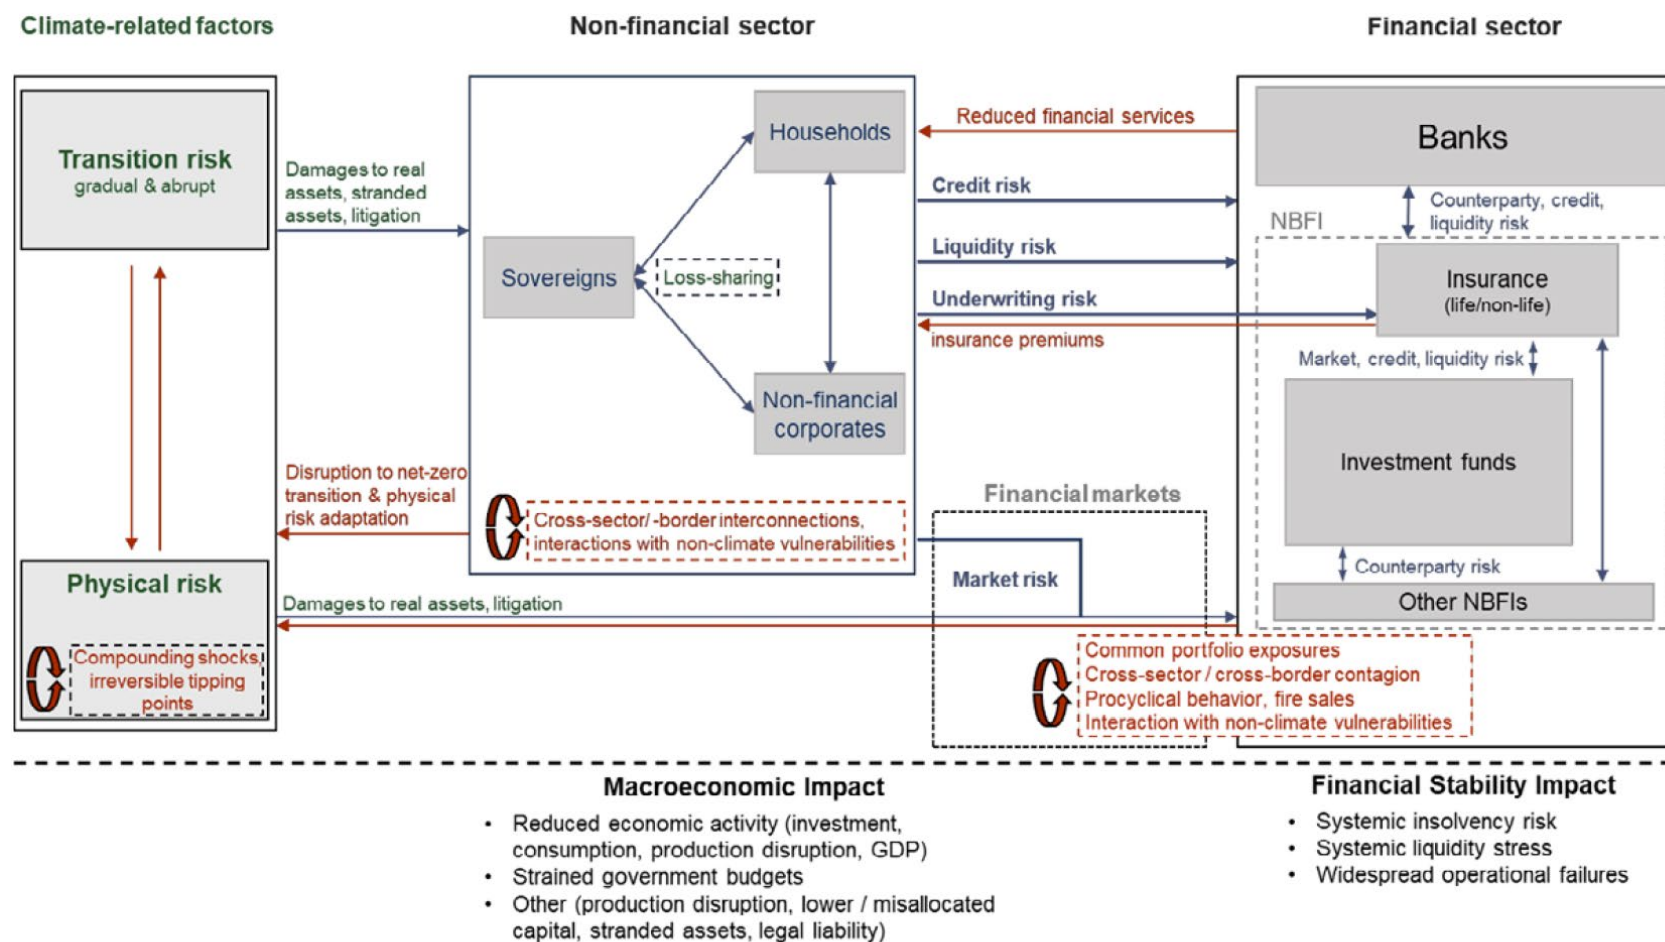 Climate-related factors
Non-financial sector
Financial sector
Transition risk
gradual & abrupt
Damages to real
assets, stranded
assets, litigation
Households
Sovereigns
Loss-sharing
Non-financial
corporates
Reduced financial services
Credit risk
Liquidity risk
Underwriting risk
insurance premiums
Banks
NBFI
Counterparty, credit,
liquidity risk
Insurance
(life/non-life)
Market, credit, liquidity risk
Investment funds
Counterparty risk
Other NBFIs
Disruption to net-zero
transition & physical
risk adaptation
Cross-sector/ -border interconnections,
interactions with non-climate vulnerabilities
Financial markets
Market risk
Physical risk
Damages to real assets, litigation
Compounding shocks,
irreversible tipping
points
Common portfolio exposures
Cross-sector / cross-border contagion
Procyclical behavior, fire sales
Interaction with non-climate vulnerabilities
Macroeconomic Impact
• Reduced economic activity (investment,
consumption, production disruption, GDP)
• Strained government budgets
• Other (production disruption, lower / misallocated
capital, stranded assets, legal liability)
Financial Stability Impact
• Systemic insolvency risk
• Systemic liquidity stress
• Widespread operational failures